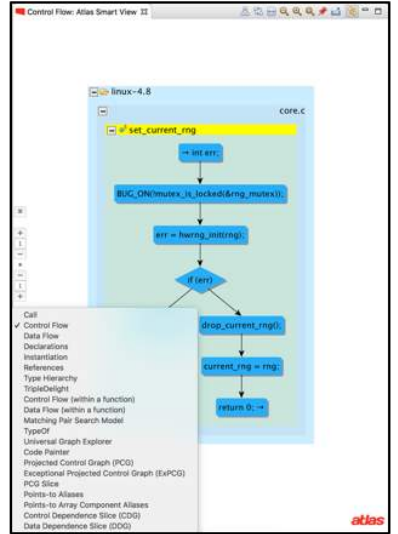 Control Flow: Atlas Smart View
linux-4.8
core.c
set_current_rng
→ int err;
BUG_ON(!mutex_is_locked(&rng_mutex));
err = hwrng_init(rng);
if (err)
drop_current_rng();
current_rng = rng;
return 0; →
1
1
Call
✓ Control Flow
Data Flow
Declarations
Instantiation
References
Type Hierarchy
TripleDelight
Control Flow (within a function)
Data Flow (within a function)
Matching Pair Search Model
TypeOf
Universal Graph Explorer
Code Painter
Projected Control Graph (PCG)
Exceptional Projected Control Graph (ExPCG)
PCG Slice
Points-to Aliases
Points-to Array Component Aliases
Control Dependence Slice (CDG)
Data Dependence Slice (DDG)
atlas